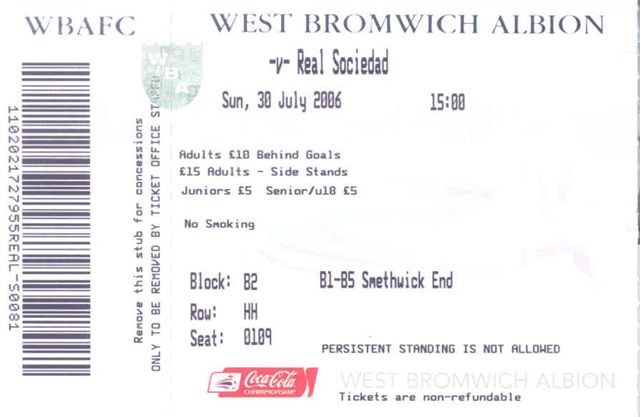 WBAFC
WEST BROMWICH ALBION
-v- Real Sociedad
Sun, 30 July 2006 15:00
Adults £10 Behind Goals
£15 Adults - Side Stands
Juniors £5 Senior/u18 £5
No Smoking
Block: B2 B1-B5 Smethwick End
Row: HH
Seat: 0109
PERSISTENT STANDING IS NOT ALLOWED
Coca-Cola
CHAMPIONSHIP
WEST BROMWICH ALBION
Tickets are non-refundable
Remove this stub for concessions
ONLY TO BE REMOVED BY TICKET OFFICE STAFF
WBA
1102021727955REAL-S0081